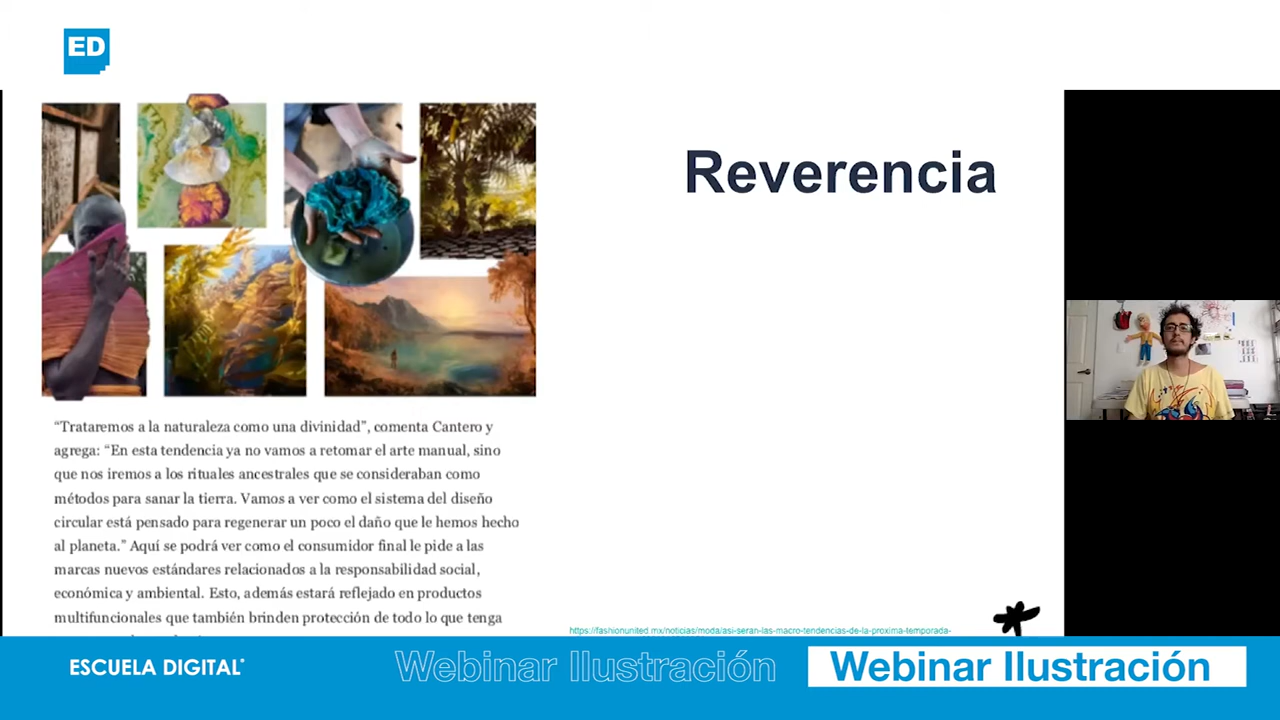 ED
Reverencia
“Trataremos a la naturaleza como una divinidad”, comenta Cantero y
agrega: “En esta tendencia ya no vamos a retomar el arte manual, sino
que nos iremos a los rituales ancestrales que se consideraban como
métodos para sanar la tierra. Vamos a ver como el sistema del diseño
circular está pensado para regenerar un poco el daño que le hemos hecho
al planeta.” Aquí se podrá ver como el consumidor final le pide a las
marcas nuevos estándares relacionados a la responsabilidad social,
económica y ambiental. Esto, además estará reflejado en productos
multifuncionales que también brinden protección de todo lo que tenga
https://fashionunited.mx/noticias/moda/asi-seran-las-macro-tendencias-de-la-proxima-temporada-
ESCUELA DIGITAL
Webinar Ilustración
Webinar Ilustración